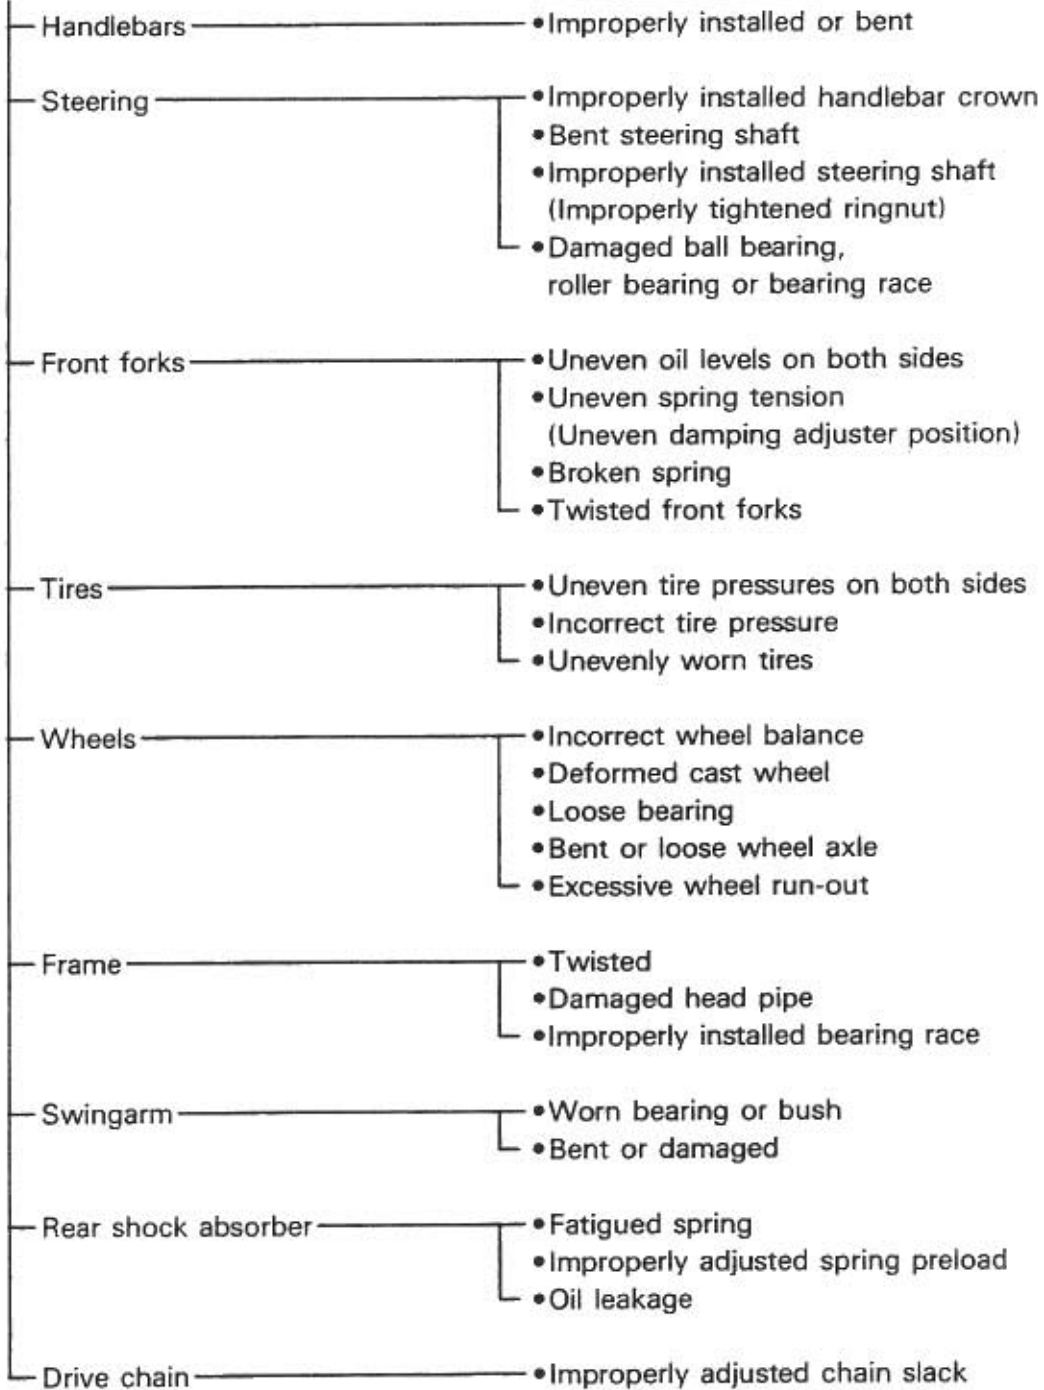 Handlebars •Improperly installed or bent
Steering •Improperly installed handlebar crown
•Bent steering shaft
•Improperly installed steering shaft
(Improperly tightened ringnut)
•Damaged ball bearing,
roller bearing or bearing race
Front forks •Uneven oil levels on both sides
•Uneven spring tension
(Uneven damping adjuster position)
•Broken spring
•Twisted front forks
Tires •Uneven tire pressures on both sides
•Incorrect tire pressure
•Unevenly worn tires
Wheels •Incorrect wheel balance
•Deformed cast wheel
•Loose bearing
•Bent or loose wheel axle
•Excessive wheel run-out
Frame •Twisted
•Damaged head pipe
•Improperly installed bearing race
Swingarm •Worn bearing or bush
•Bent or damaged
Rear shock absorber •Fatigued spring
•Improperly adjusted spring preload
•Oil leakage
Drive chain •Improperly adjusted chain slack